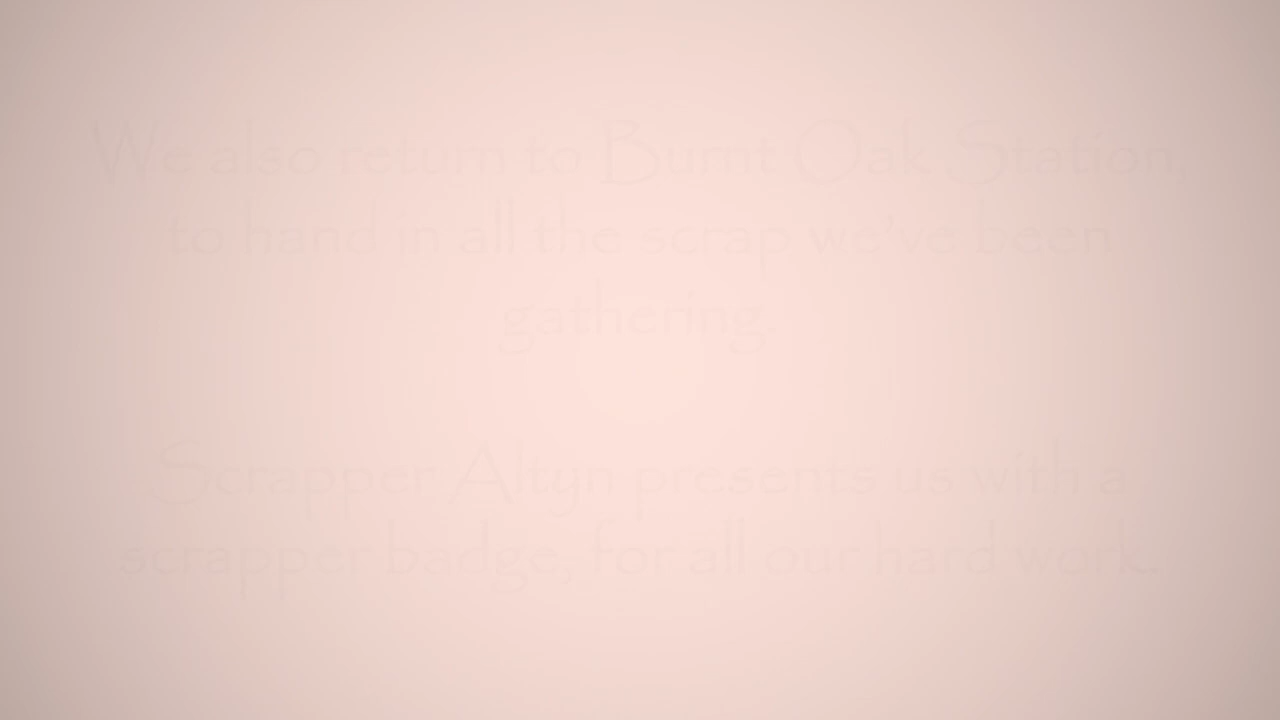 We also return to Burnt Oak Station,
to hand in all the scrap we've been
gathering.
Scrapper Altyn presents us with a
scrapper badge, for all our hard work.